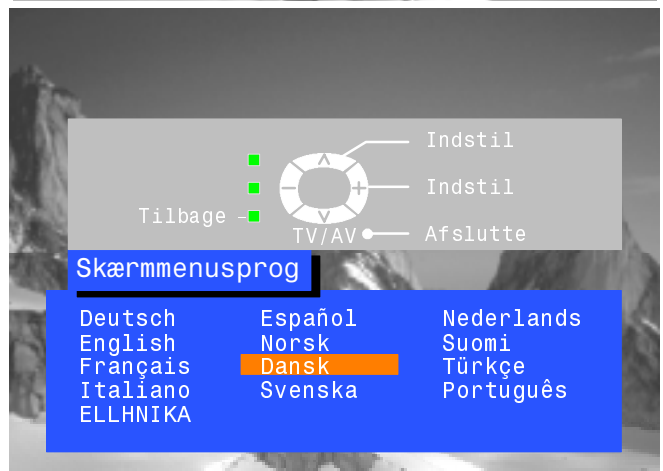 Indstil
Indstil
Tilbage
TV/AV Afslutte
Skærmmenusprog
Deutsch Español Nederlands
English Norsk Suomi
Français Dansk Türkçe
Italiano Svenska Português
ELLHNIKA